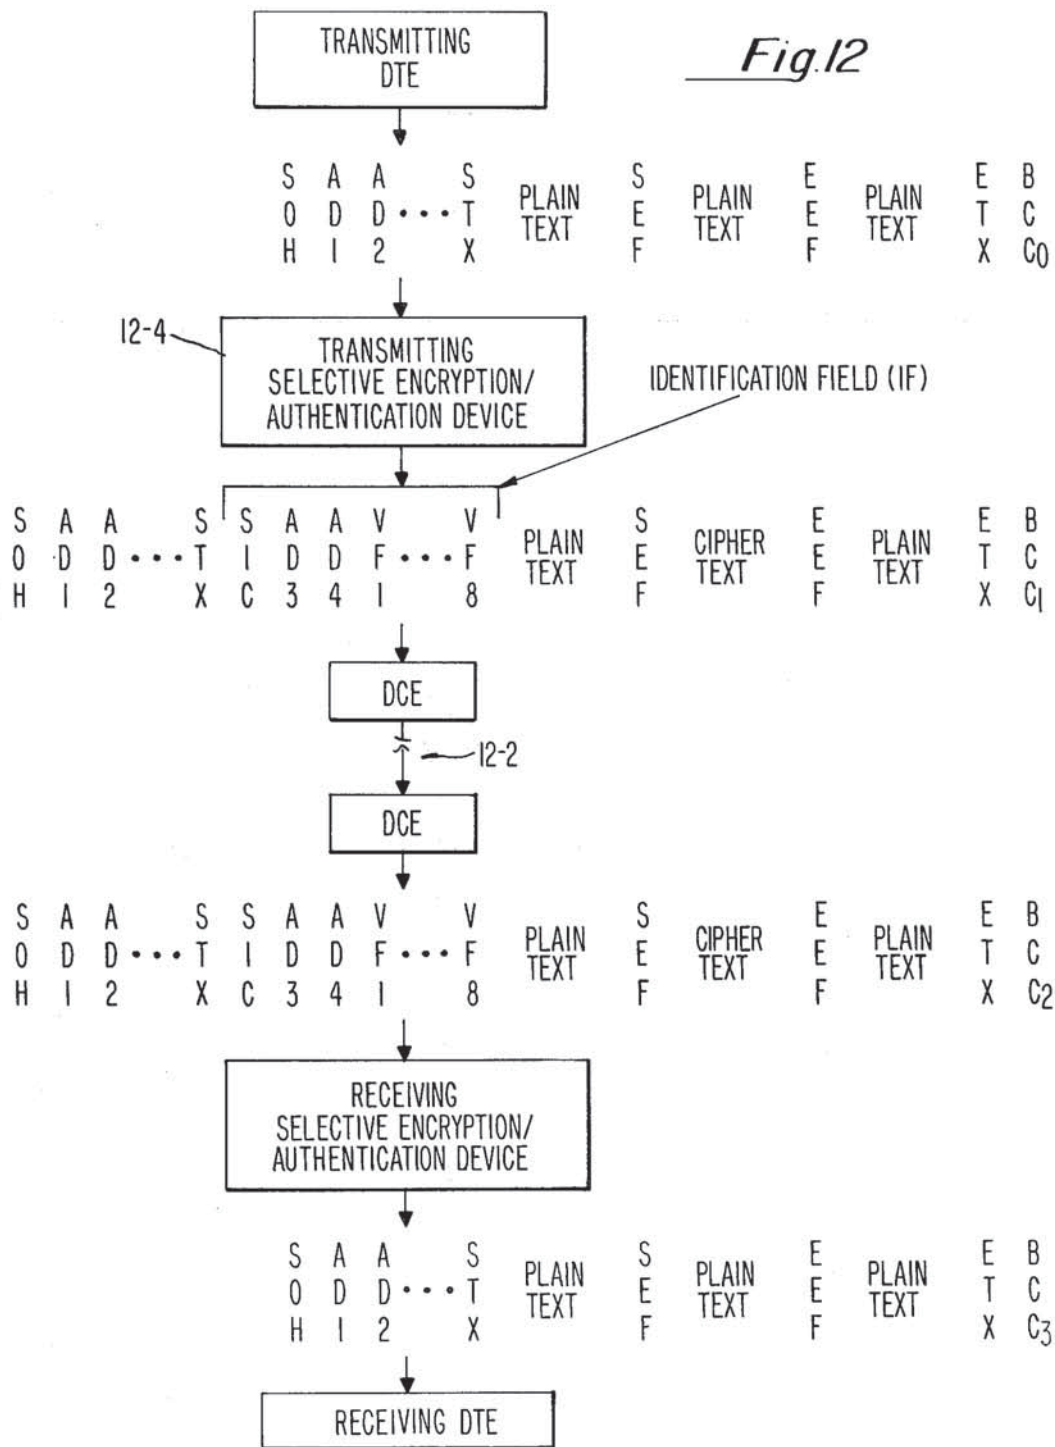 TRANSMITTING
DTE
Fig.12
S A A S S E E B
O D D ••• T PLAIN TEXT E PLAIN TEXT E PLAIN TEXT T C
H 1 2 X F F X C0
12-4
TRANSMITTING
SELECTIVE ENCRYPTION/
AUTHENTICATION DEVICE
IDENTIFICATION FIELD (IF)
S A A S S A A V V S E E B
O D D ••• T I D D F ••• F PLAIN TEXT E CIPHER TEXT E PLAIN TEXT T C
H 1 2 X C 3 4 1 8 F F X C1
DCE
12-2
DCE
S A A S S A A V V S E E B
O D D ••• T I D D F ••• F PLAIN TEXT E CIPHER TEXT E PLAIN TEXT T C
H 1 2 X C 3 4 1 8 F F X C2
RECEIVING
SELECTIVE ENCRYPTION/
AUTHENTICATION DEVICE
S A A S S E E B
O D D ••• T PLAIN TEXT E PLAIN TEXT E PLAIN TEXT T C
H 1 2 X F F X C3
RECEIVING DTE